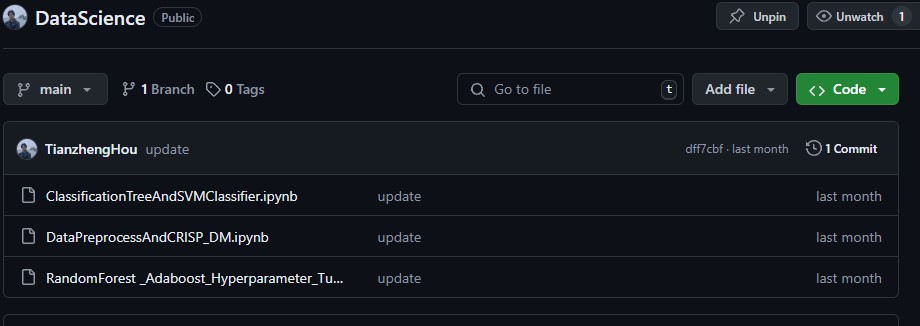 DataScience Public Unpin Unwatch 1
main 1 Branch 0 Tags Go to file t Add file Code
TianzhengHou update dff7cbf · last month 1 Commit
ClassificationTreeAndSVMClassifier.ipynb update last month
DataPreprocessAndCRISP_DM.ipynb update last month
RandomForest _Adaboost_Hyperparameter_Tu... update last month